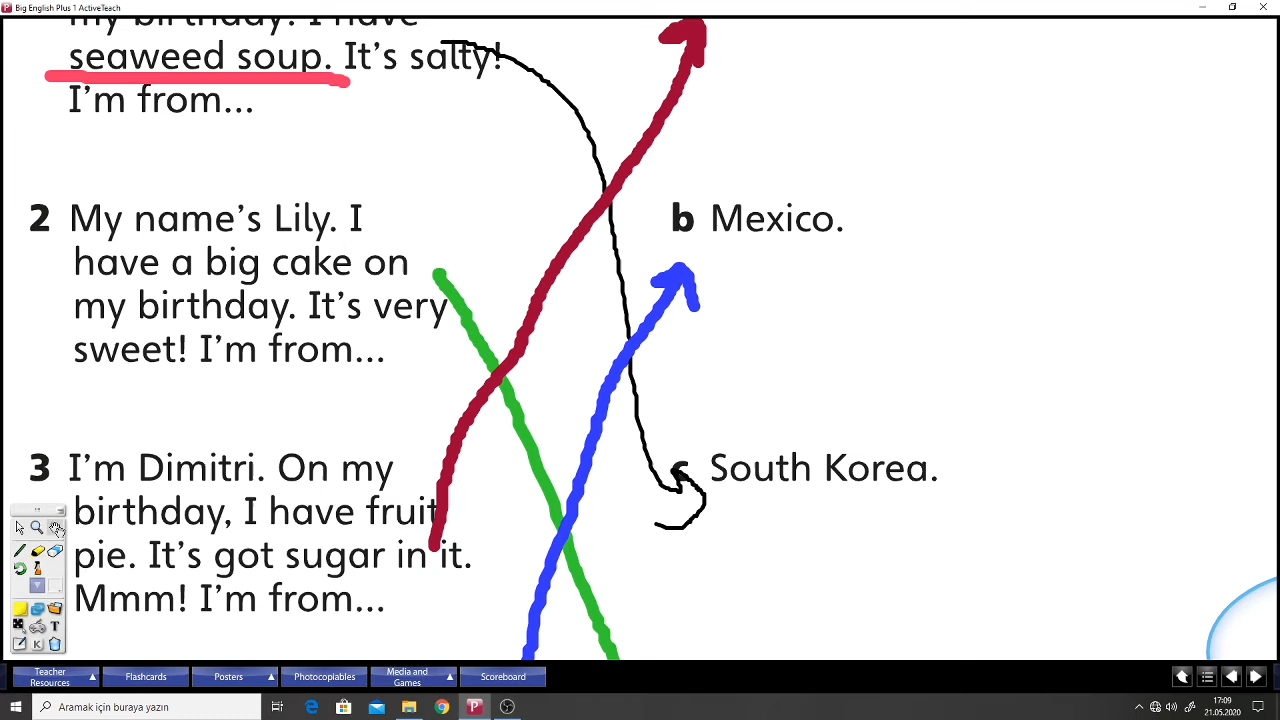 Big English Plus 1 ActiveTeach
my birthday! I have
seaweed soup. It's salty!
I'm from...
2 My name's Lily. I
have a big cake on
my birthday. It's very
sweet! I'm from...
b Mexico.
3 I'm Dimitri. On my
birthday, I have fruit
pie. It's got sugar in it.
Mmm! I'm from...
c South Korea.
Teacher Resources
Flashcards
Posters
Photocopiables
Media and Games
Scoreboard
Aramak için buraya yazın
17:09
21.05.2020